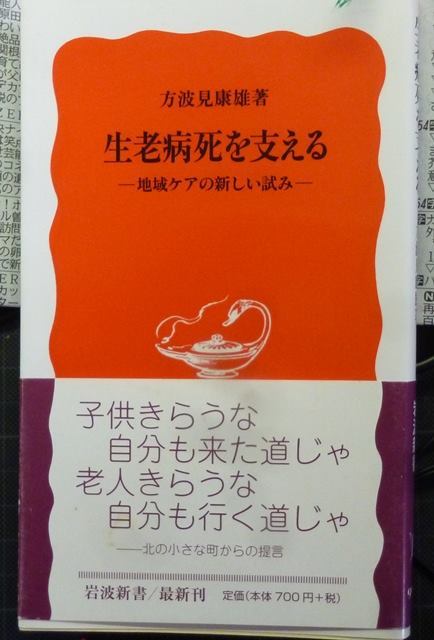 方波見康雄著
生老病死を支える
―地域ケアの新しい試み―
子供きらうな
自分も来た道じゃ
老人きらうな
自分も行く道じゃ
――北の小さな町からの提言
岩波新書/最新刊　定価(本体700円+税)